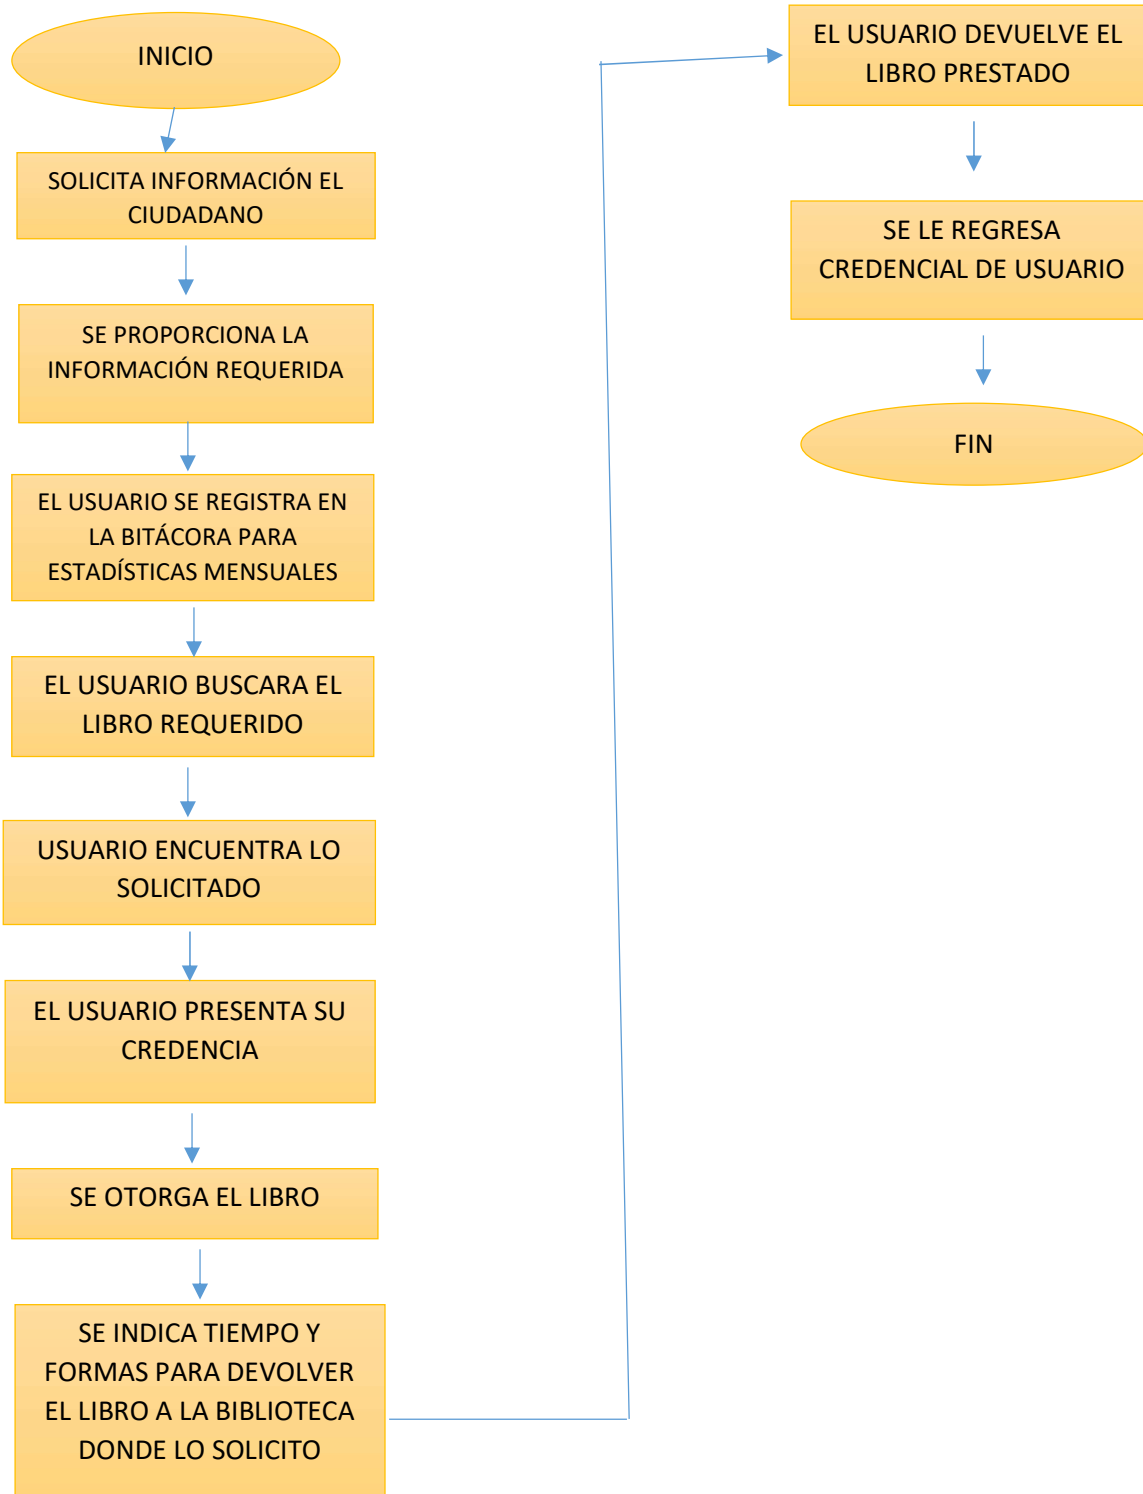 INICIO
SOLICITA INFORMACIÓN EL
CIUDADANO
SE PROPORCIONA LA
INFORMACIÓN REQUERIDA
EL USUARIO SE REGISTRA EN
LA BITÁCORA PARA
ESTADÍSTICAS MENSUALES
EL USUARIO BUSCARA EL
LIBRO REQUERIDO
USUARIO ENCUENTRA LO
SOLICITADO
EL USUARIO PRESENTA SU
CREDENCIA
SE OTORGA EL LIBRO
SE INDICA TIEMPO Y
FORMAS PARA DEVOLVER
EL LIBRO A LA BIBLIOTECA
DONDE LO SOLICITO
EL USUARIO DEVUELVE EL
LIBRO PRESTADO
SE LE REGRESA
CREDENCIAL DE USUARIO
FIN